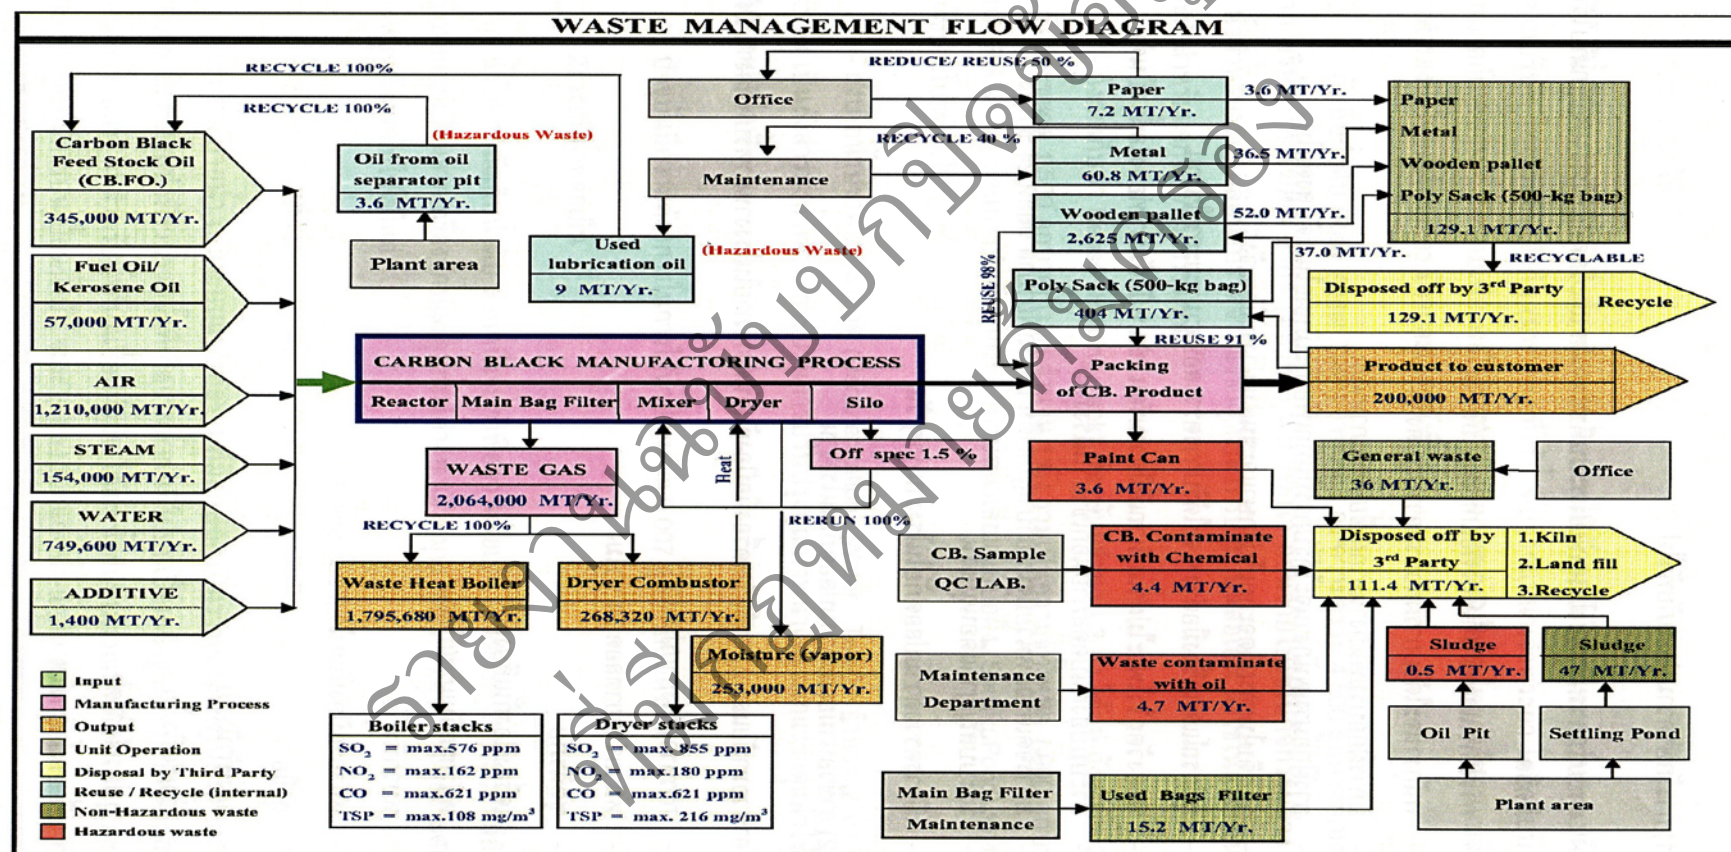 WASTE MANAGEMENT FLOW DIAGRAM
RECYCLE 100%
RECYCLE 100%
(Hazardous Waste)
Carbon Black
Feed Stock Oil
(CB.FO.)
345,000 MT/Yr.
Fuel Oil/
Kerosene Oil
57,000 MT/Yr.
AIR
1,210,000 MT/Yr.
STEAM
154,000 MT/Yr.
WATER
749,600 MT/Yr.
ADDITIVE
1,400 MT/Yr.
Oil from oil
separator pit
3.6 MT/Yr.
Plant area
Used
lubrication oil
9 MT/Yr.
(Hazardous Waste)
REDUCE/ REUSE 50 %
Office
Paper
7.2 MT/Yr.
3.6 MT/Yr.
RECYCLE 40 %
Maintenance
Metal
60.8 MT/Yr.
36.5 MT/Yr.
Wooden pallet
2,625 MT/Yr.
52.0 MT/Yr.
REUSE 98%
Poly Sack (500-kg bag)
404 MT/Yr.
37.0 MT/Yr.
REUSE 91 %
Paper
Metal
Wooden pallet
Poly Sack (500-kg bag)
129.1 MT/Yr.
RECYCLABLE
Disposed off by 3rd Party
129.1 MT/Yr.
Recycle
CARBON BLACK MANUFACTORING PROCESS
Reactor
Main Bag Filter
Mixer
Dryer
Silo
Packing
of CB. Product
Product to customer
200,000 MT/Yr.
WASTE GAS
2,064,000 MT/Yr.
RECYCLE 100%
Heat
Off spec 1.5 %
RERUN 100%
Waste Heat Boiler
1,795,680 MT/Yr.
Dryer Combustor
268,320 MT/Yr.
Moisture (vapor)
253,000 MT/Yr.
Boiler stacks
SO2 = max.576 ppm
NO2 = max.162 ppm
CO = max.621 ppm
TSP = max.108 mg/m3
Dryer stacks
SO2 = max. 855 ppm
NO2 = max.180 ppm
CO = max.621 ppm
TSP = max. 216 mg/m3
Paint Can
3.6 MT/Yr.
General waste
36 MT/Yr.
Office
CB. Sample
QC LAB.
CB. Contaminate
with Chemical
4.4 MT/Yr.
Disposed off by
3rd Party
111.4 MT/Yr.
1.Kiln
2.Land fill
3.Recycle
Maintenance
Department
Waste contaminate
with oil
4.7 MT/Yr.
Sludge
0.5 MT/Yr.
Sludge
47 MT/Yr.
Oil Pit
Settling Pond
Plant area
Main Bag Filter
Maintenance
Used Bags Filter
15.2 MT/Yr.
Input
Manufacturing Process
Output
Unit Operation
Disposal by Third Party
Reuse / Recycle (internal)
Non-Hazardous waste
Hazardous waste